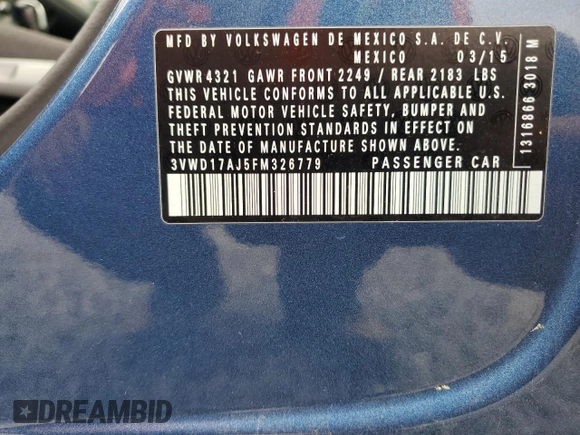 MFD BY VOLKSWAGEN DE MEXICO S.A. DE C.V.
MEXICO 03/15
GVWR 4321 GAWR FRONT 2249 / REAR 2183 LBS
THIS VEHICLE CONFORMS TO ALL APPLICABLE U.S.
FEDERAL MOTOR VEHICLE SAFETY, BUMPER AND
THEFT PREVENTION STANDARDS IN EFFECT ON
THE DATE OF MANUFACTURE SHOWN ABOVE.
3VWD17AJ5FM326779 PASSENGER CAR
1316866 3018 M
DREAMBID